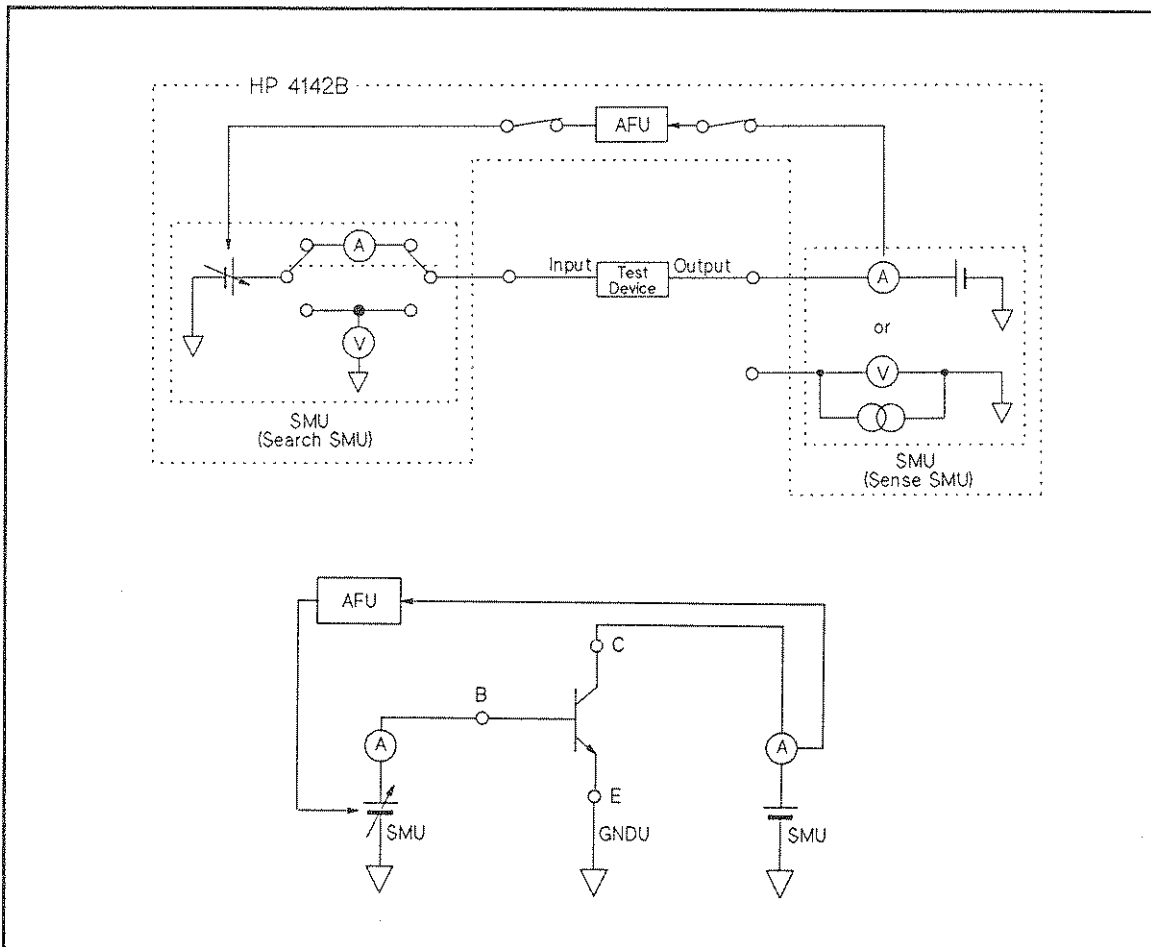 HP 4142B
AFU
A
Input
Test
Device
Output
A
or
V
V
SMU
(Search SMU)
SMU
(Sense SMU)
AFU
C
B
A
A
E
SMU
GNDU
SMU